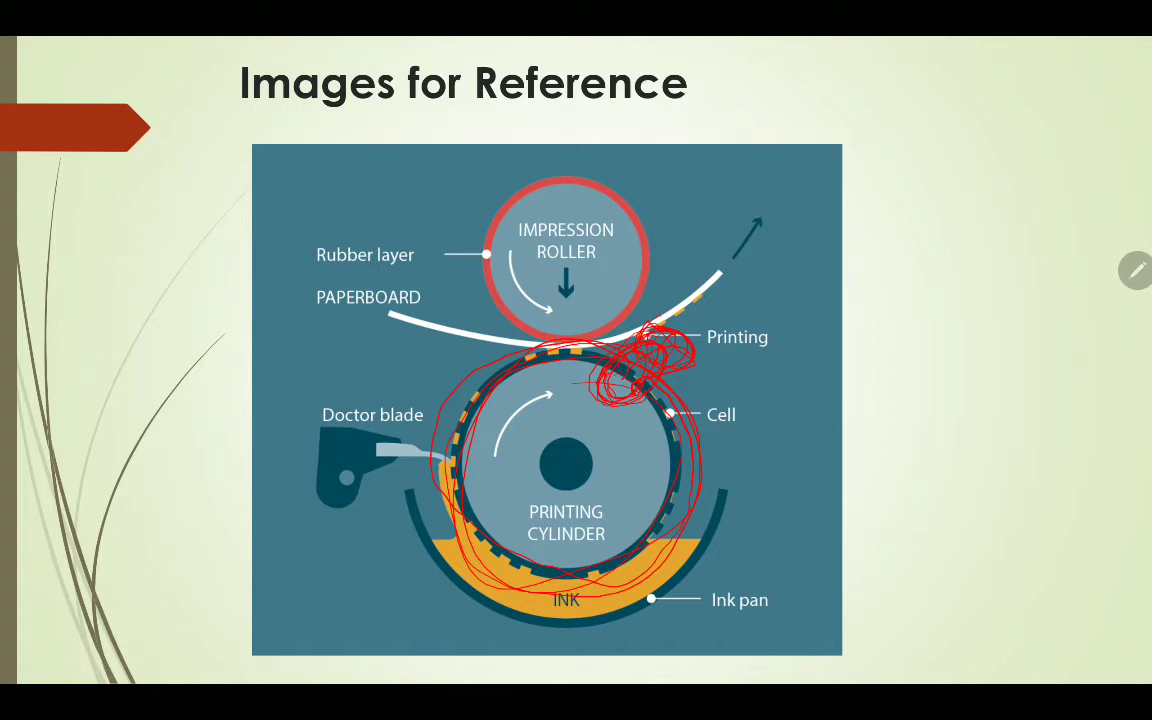 Images for Reference
IMPRESSION
ROLLER
Rubber layer
PAPERBOARD
Printing
Doctor blade
Cell
PRINTING
CYLINDER
INK
Ink pan